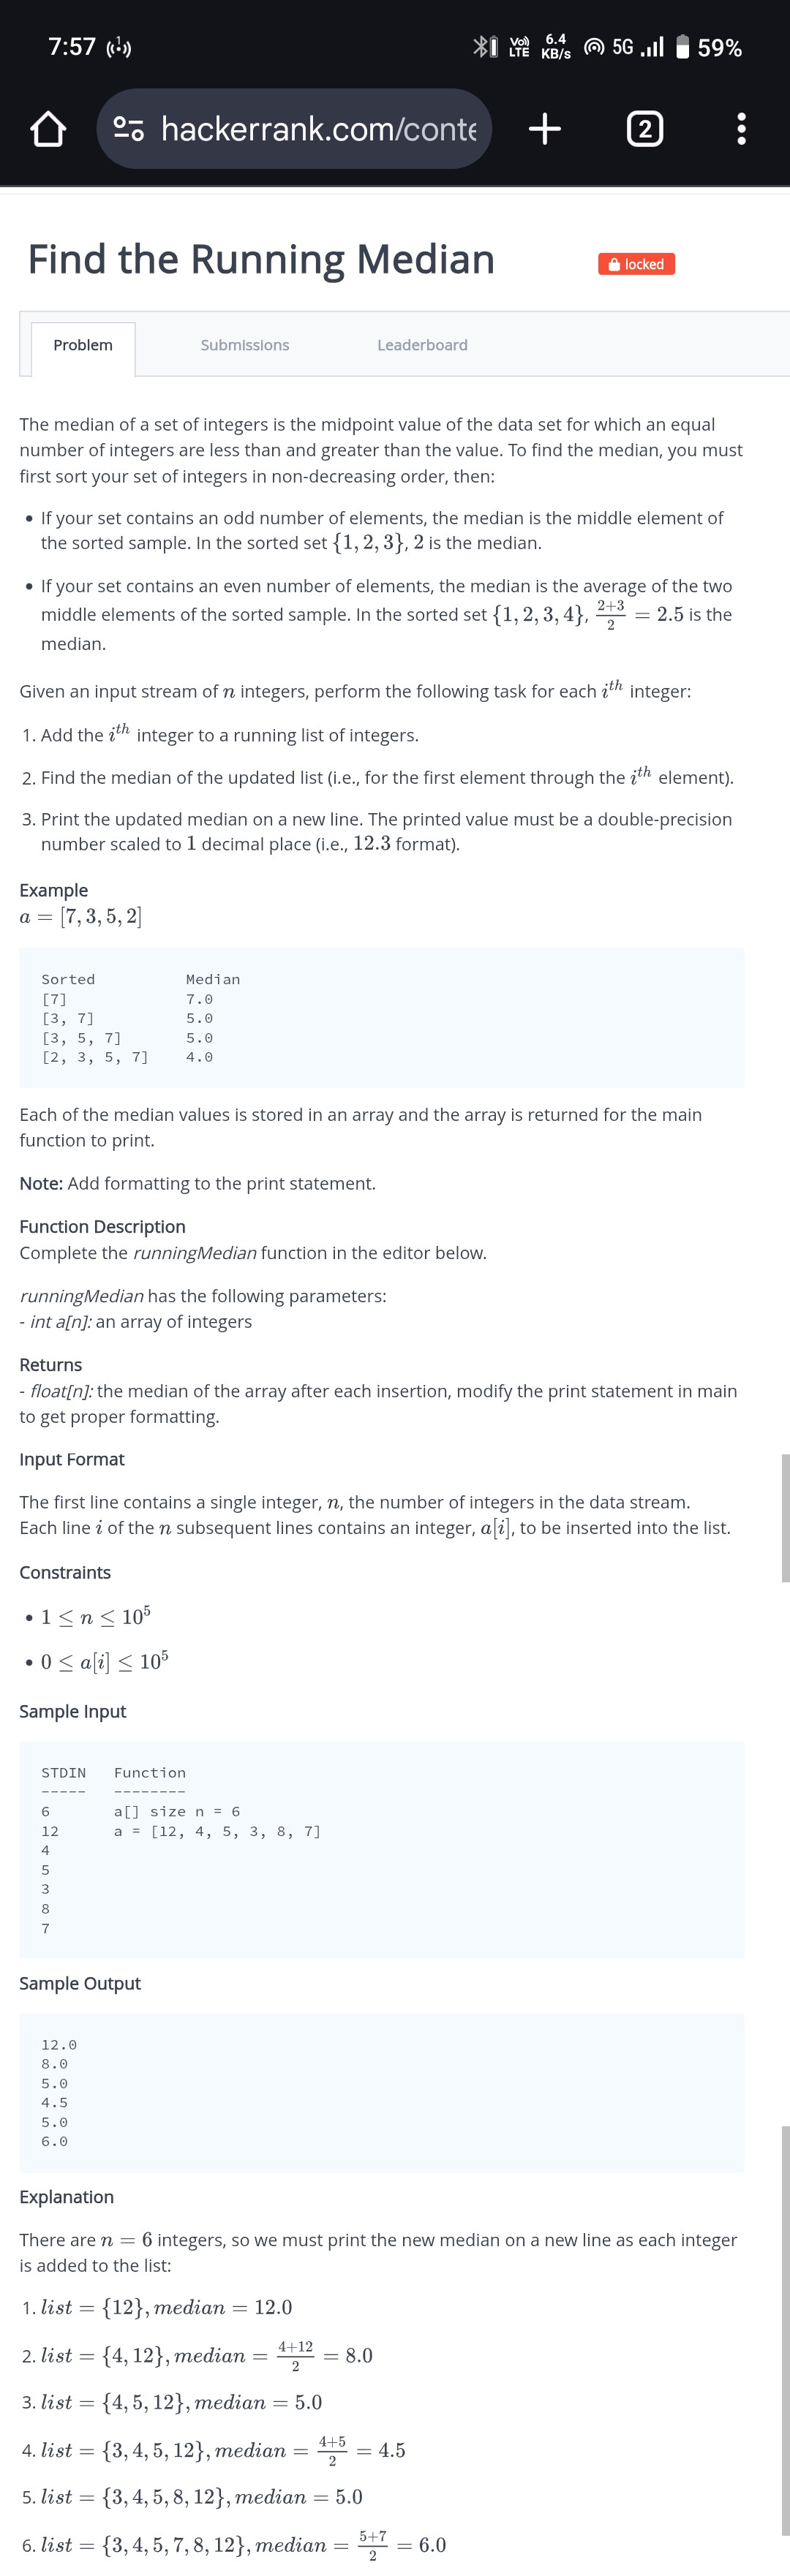 7:57
Vo) LTE 6.4 KB/s 5G 59%
hackerrank.com/conte
2
Find the Running Median
locked
Problem Submissions Leaderboard
The median of a set of integers is the midpoint value of the data set for which an equal
number of integers are less than and greater than the value. To find the median, you must
first sort your set of integers in non-decreasing order, then:
• If your set contains an odd number of elements, the median is the middle element of
the sorted sample. In the sorted set {1, 2, 3}, 2 is the median.
• If your set contains an even number of elements, the median is the average of the two
middle elements of the sorted sample. In the sorted set {1, 2, 3, 4}, 2+3/2 = 2.5 is the
median.
Given an input stream of n integers, perform the following task for each i^th integer:
1. Add the i^th integer to a running list of integers.
2. Find the median of the updated list (i.e., for the first element through the i^th element).
3. Print the updated median on a new line. The printed value must be a double-precision
number scaled to 1 decimal place (i.e., 12.3 format).
Example
a = [7, 3, 5, 2]
Sorted Median
[7] 7.0
[3, 7] 5.0
[3, 5, 7] 5.0
[2, 3, 5, 7] 4.0
Each of the median values is stored in an array and the array is returned for the main
function to print.
Note: Add formatting to the print statement.
Function Description
Complete the runningMedian function in the editor below.
runningMedian has the following parameters:
- int a[n]: an array of integers
Returns
- float[n]: the median of the array after each insertion, modify the print statement in main
to get proper formatting.
Input Format
The first line contains a single integer, n, the number of integers in the data stream.
Each line i of the n subsequent lines contains an integer, a[i], to be inserted into the list.
Constraints
• 1 ≤ n ≤ 10^5
• 0 ≤ a[i] ≤ 10^5
Sample Input
STDIN Function
----- --------
6 a[] size n = 6
12 a = [12, 4, 5, 3, 8, 7]
4
5
3
8
7
Sample Output
12.0
8.0
5.0
4.5
5.0
6.0
Explanation
There are n = 6 integers, so we must print the new median on a new line as each integer
is added to the list:
1. list = {12}, median = 12.0
2. list = {4, 12}, median = 4+12/2 = 8.0
3. list = {4, 5, 12}, median = 5.0
4. list = {3, 4, 5, 12}, median = 4+5/2 = 4.5
5. list = {3, 4, 5, 8, 12}, median = 5.0
6. list = {3, 4, 5, 7, 8, 12}, median = 5+7/2 = 6.0